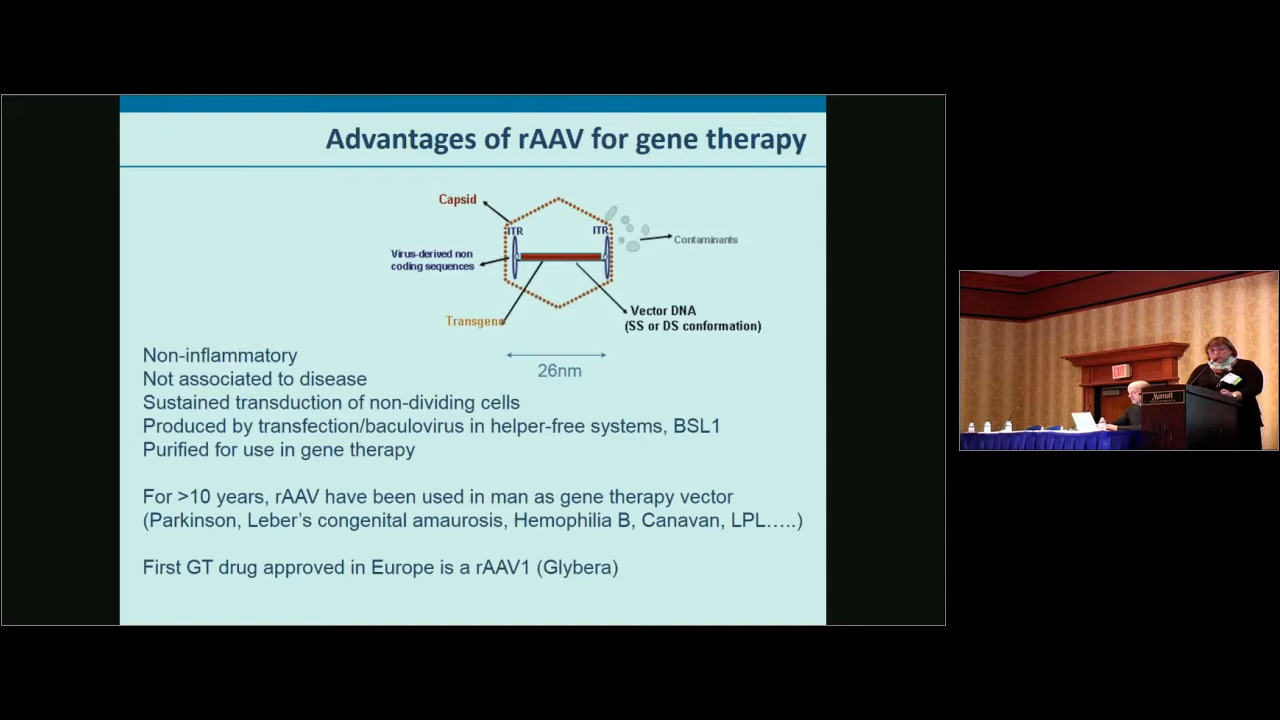 Advantages of rAAV for gene therapy
Capsid
ITR
ITR
Contaminants
Virus-derived non
coding sequences
Vector DNA
(SS or DS conformation)
Transgene
26nm
Non-inflammatory
Not associated to disease
Sustained transduction of non-dividing cells
Produced by transfection/baculovirus in helper-free systems, BSL1
Purified for use in gene therapy
For >10 years, rAAV have been used in man as gene therapy vector
(Parkinson, Leber's congenital amaurosis, Hemophilia B, Canavan, LPL…..)
First GT drug approved in Europe is a rAAV1 (Glybera)
EXIT
Marriott